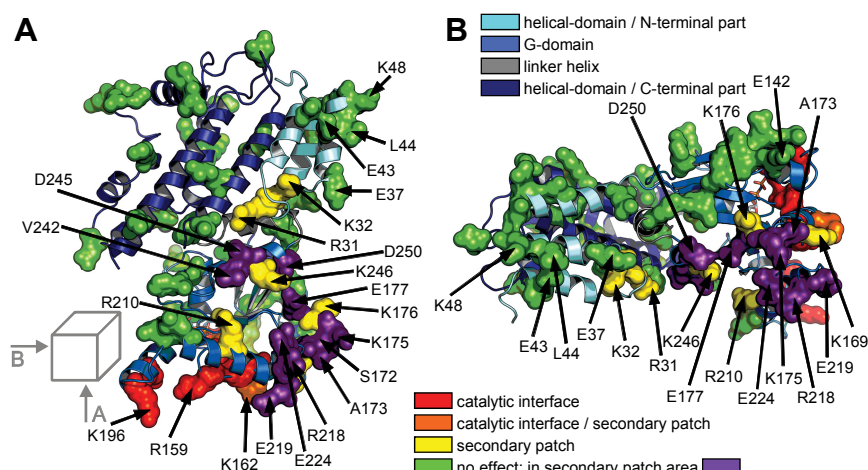 A
K48
L44
E43
E37
K32
R31
D245
V242
D250
K246
E177
K176
R210
K175
S172
A173
R218
E224
E219
K162
R159
K196
B
A
B
helical-domain / N-terminal part
G-domain
linker helix
helical-domain / C-terminal part
E142
K176
A173
D250
K48
E43
L44
E37
K32
R31
K246
E177
R210
E224
K175
R218
E219
K169
catalytic interface
catalytic interface / secondary patch
secondary patch
no effect; in secondary patch area